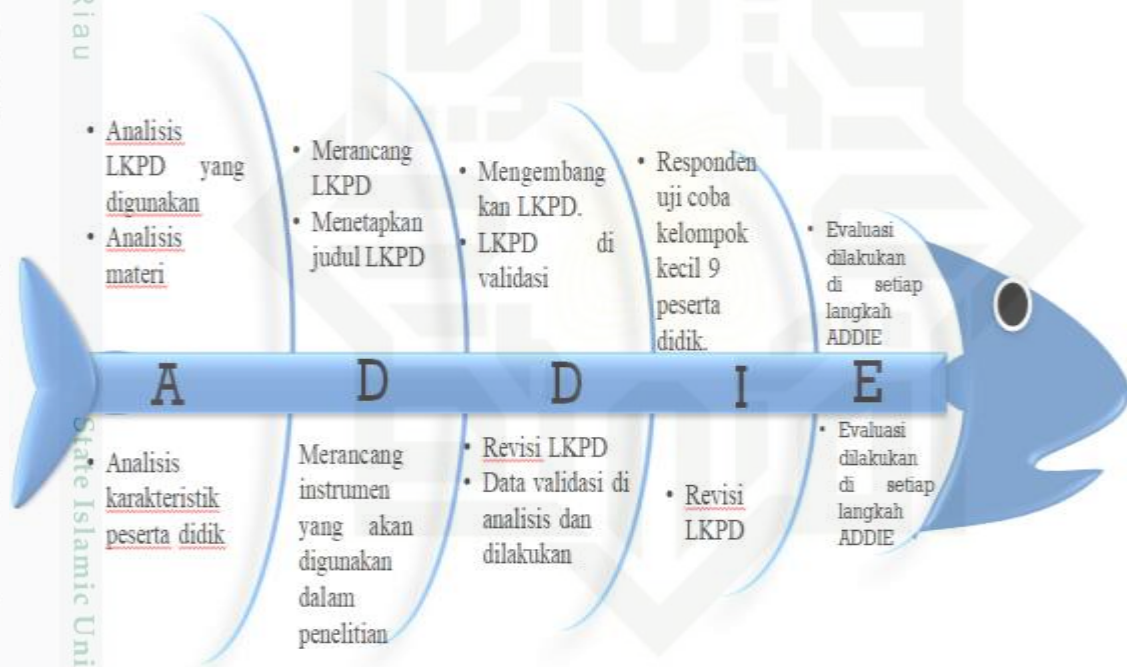 Riau
State Islamic Uni
• Analisis
LKPD yang
digunakan
• Analisis
materi
• Merancang
LKPD
• Menetapkan
judul LKPD
• Mengembang
kan LKPD.
• LKPD di
validasi
• Responden
uji coba
kelompok
kecil 9
peserta
didik.
• Evaluasi
dilakukan
di setiap
langkah
ADDIE
A D D I E
• Analisis
karakteristik
peserta didik
Merancang
instrumen
yang akan
digunakan
dalam
penelitian
• Revisi LKPD
• Data validasi di
analisis dan
dilakukan
• Revisi
LKPD
• Evaluasi
dilakukan
di setiap
langkah
ADDIE